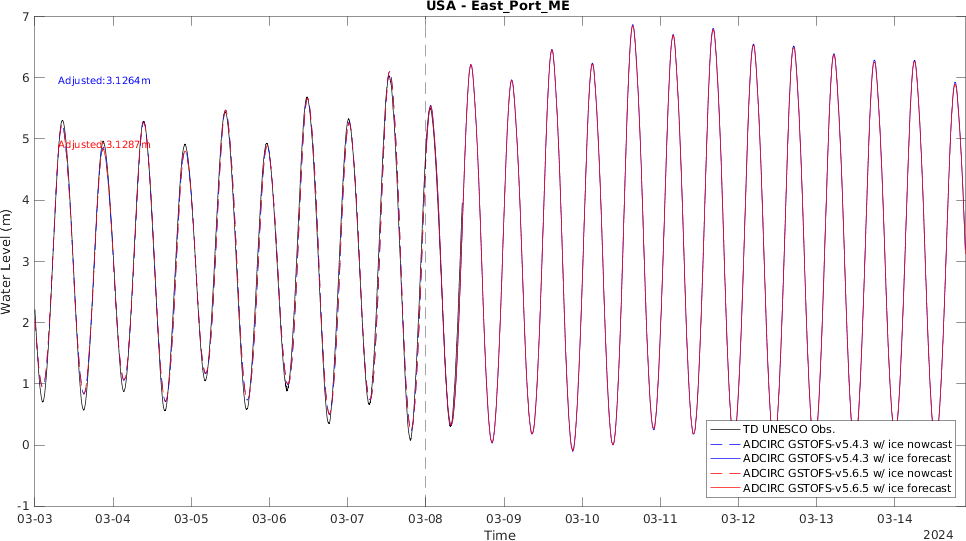 USA - East_Port_ME
7
6
5
4
3
2
1
0
-1
Water Level (m)
Adjusted:3.1264m
Adjusted:3.1287m
TD UNESCO Obs.
ADCIRC GSTOFS-v5.4.3 w/ ice nowcast
ADCIRC GSTOFS-v5.4.3 w/ ice forecast
ADCIRC GSTOFS-v5.6.5 w/ ice nowcast
ADCIRC GSTOFS-v5.6.5 w/ ice forecast
03-03 03-04 03-05 03-06 03-07 03-08 03-09 03-10 03-11 03-12 03-13 03-14
Time
2024